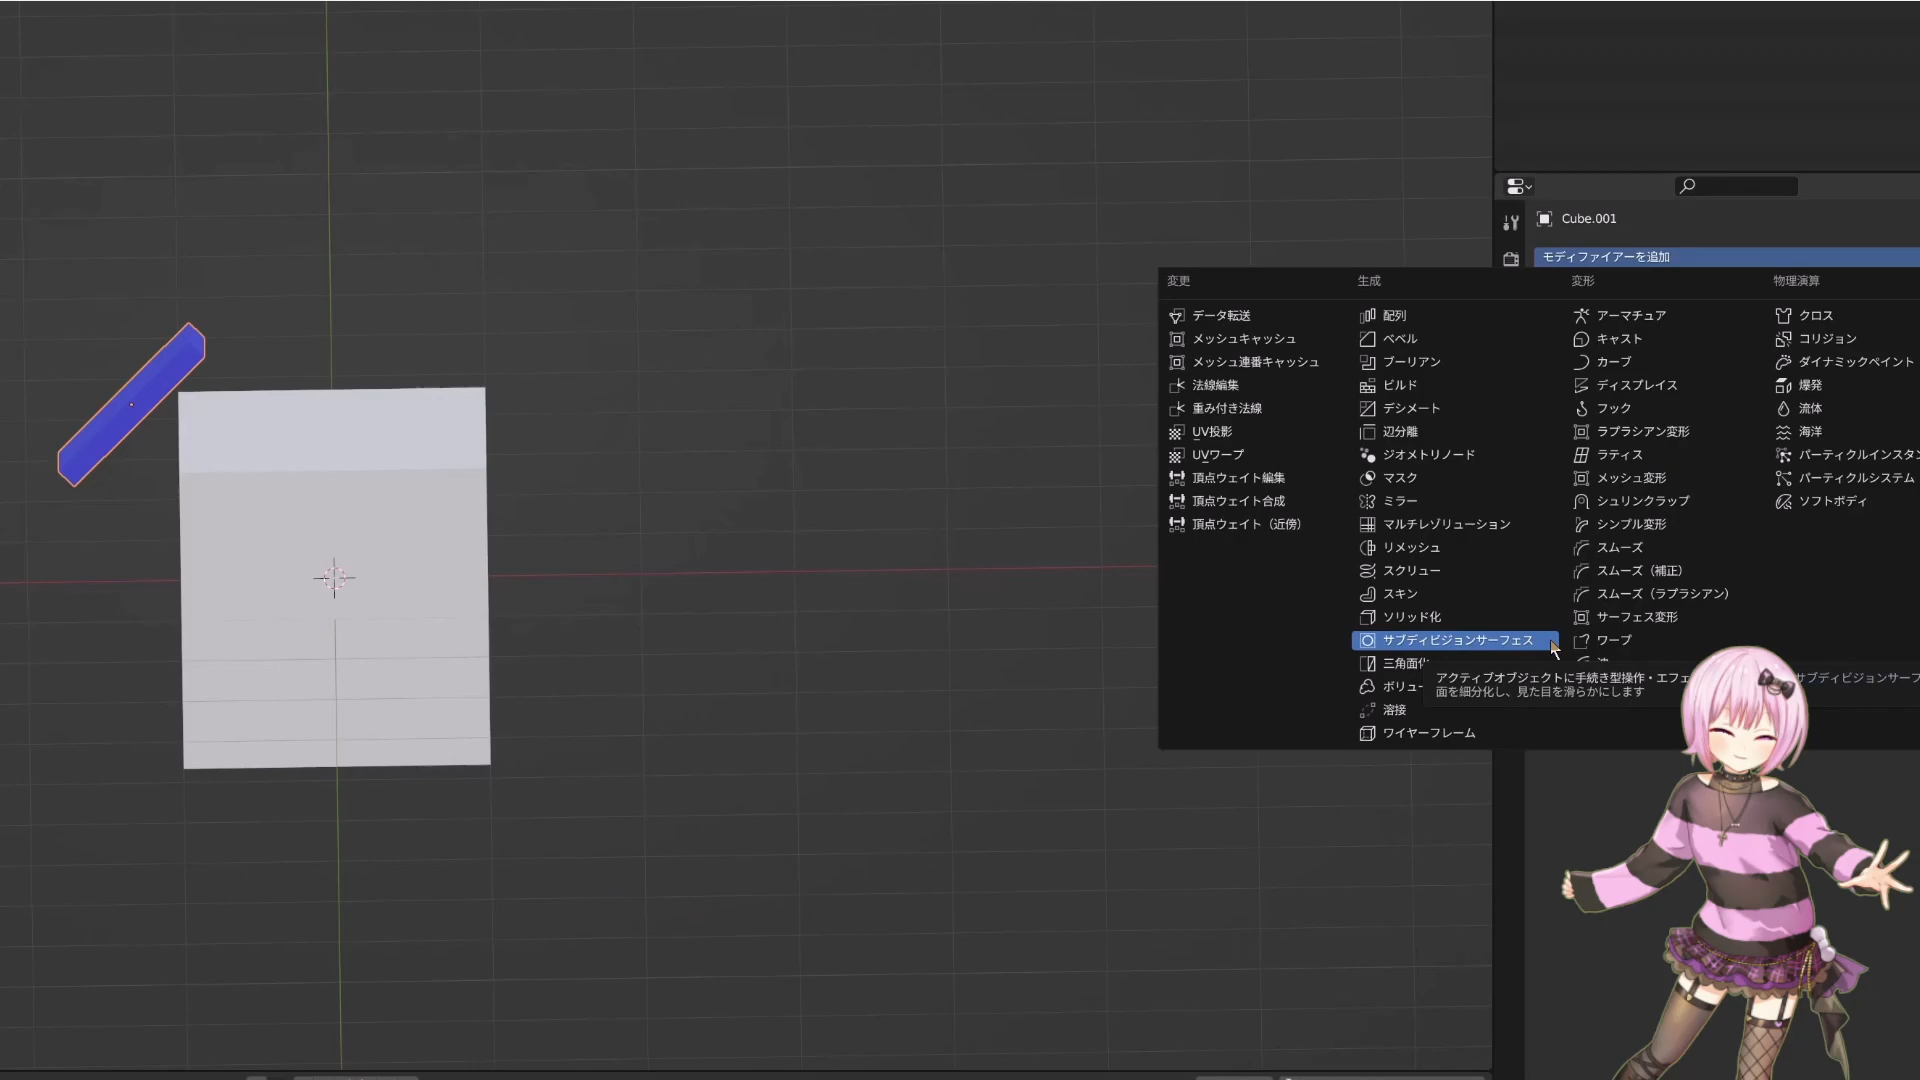 Cube.001
モディファイアーを追加
変更
データ転送
メッシュキャッシュ
メッシュ連番キャッシュ
法線編集
重み付き法線
UV投影
UVワープ
頂点ウェイト編集
頂点ウェイト合成
頂点ウェイト（近傍）
生成
配列
ベベル
ブーリアン
ビルド
デシメート
辺分離
ジオメトリノード
マスク
ミラー
マルチレゾリューション
リメッシュ
スクリュー
スキン
ソリッド化
サブディビジョンサーフェス
三角面化
ボリュー
溶接
ワイヤーフレーム
変形
アーマチュア
キャスト
カーブ
ディスプレイス
フック
ラプラシアン変形
ラティス
メッシュ変形
シュリンクラップ
シンプル変形
スムーズ
スムーズ（補正）
スムーズ（ラプラシアン）
サーフェス変形
ワープ
物理演算
クロス
コリジョン
ダイナミックペイント
爆発
流体
海洋
パーティクルインスタン
パーティクルシステム
ソフトボディ
アクティブオブジェクトに手続き型操作・エフェ サブディビジョンサーフ
面を細分化し、見た目を滑らかにします